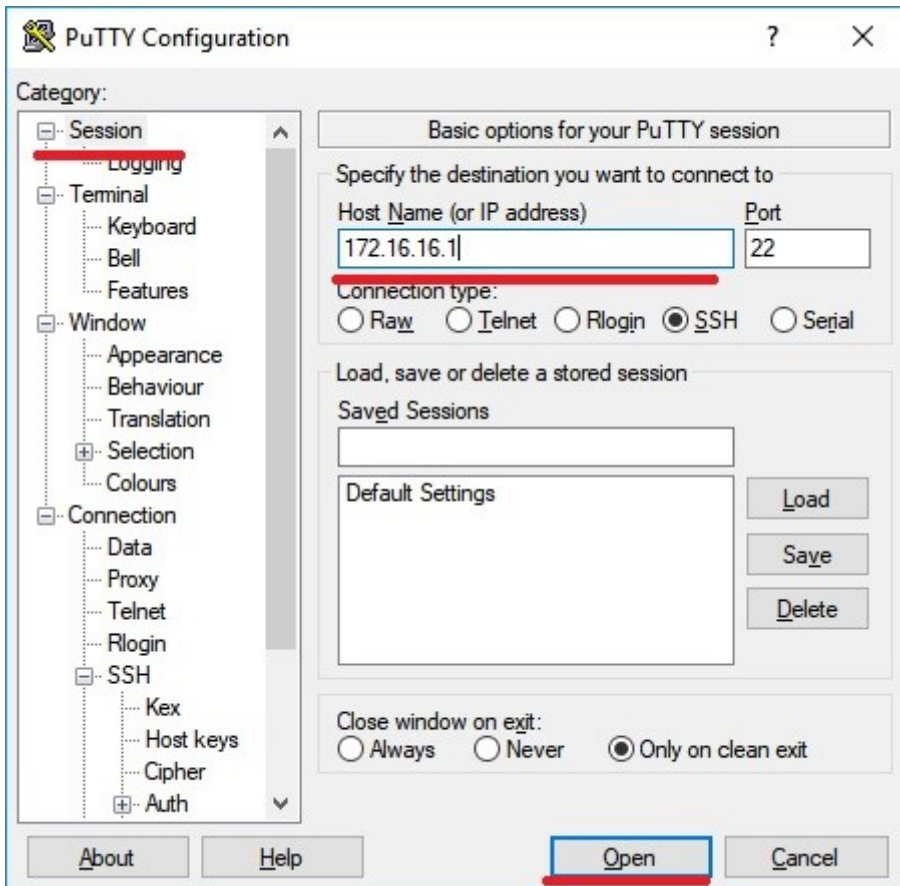 PuTTY Configuration
?
Category:
Session
Logging
Terminal
Keyboard
Bell
Features
Window
Appearance
Behaviour
Translation
Selection
Colours
Connection
Data
Proxy
Telnet
Rlogin
SSH
Kex
Host keys
Cipher
Auth
Basic options for your PuTTY session
Specify the destination you want to connect to
Host Name (or IP address) Port
172.16.16.1 22
Connection type:
Raw Telnet Rlogin SSH Serial
Load, save or delete a stored session
Saved Sessions
Default Settings
Load
Save
Delete
Close window on exit:
Always Never Only on clean exit
About Help Open Cancel